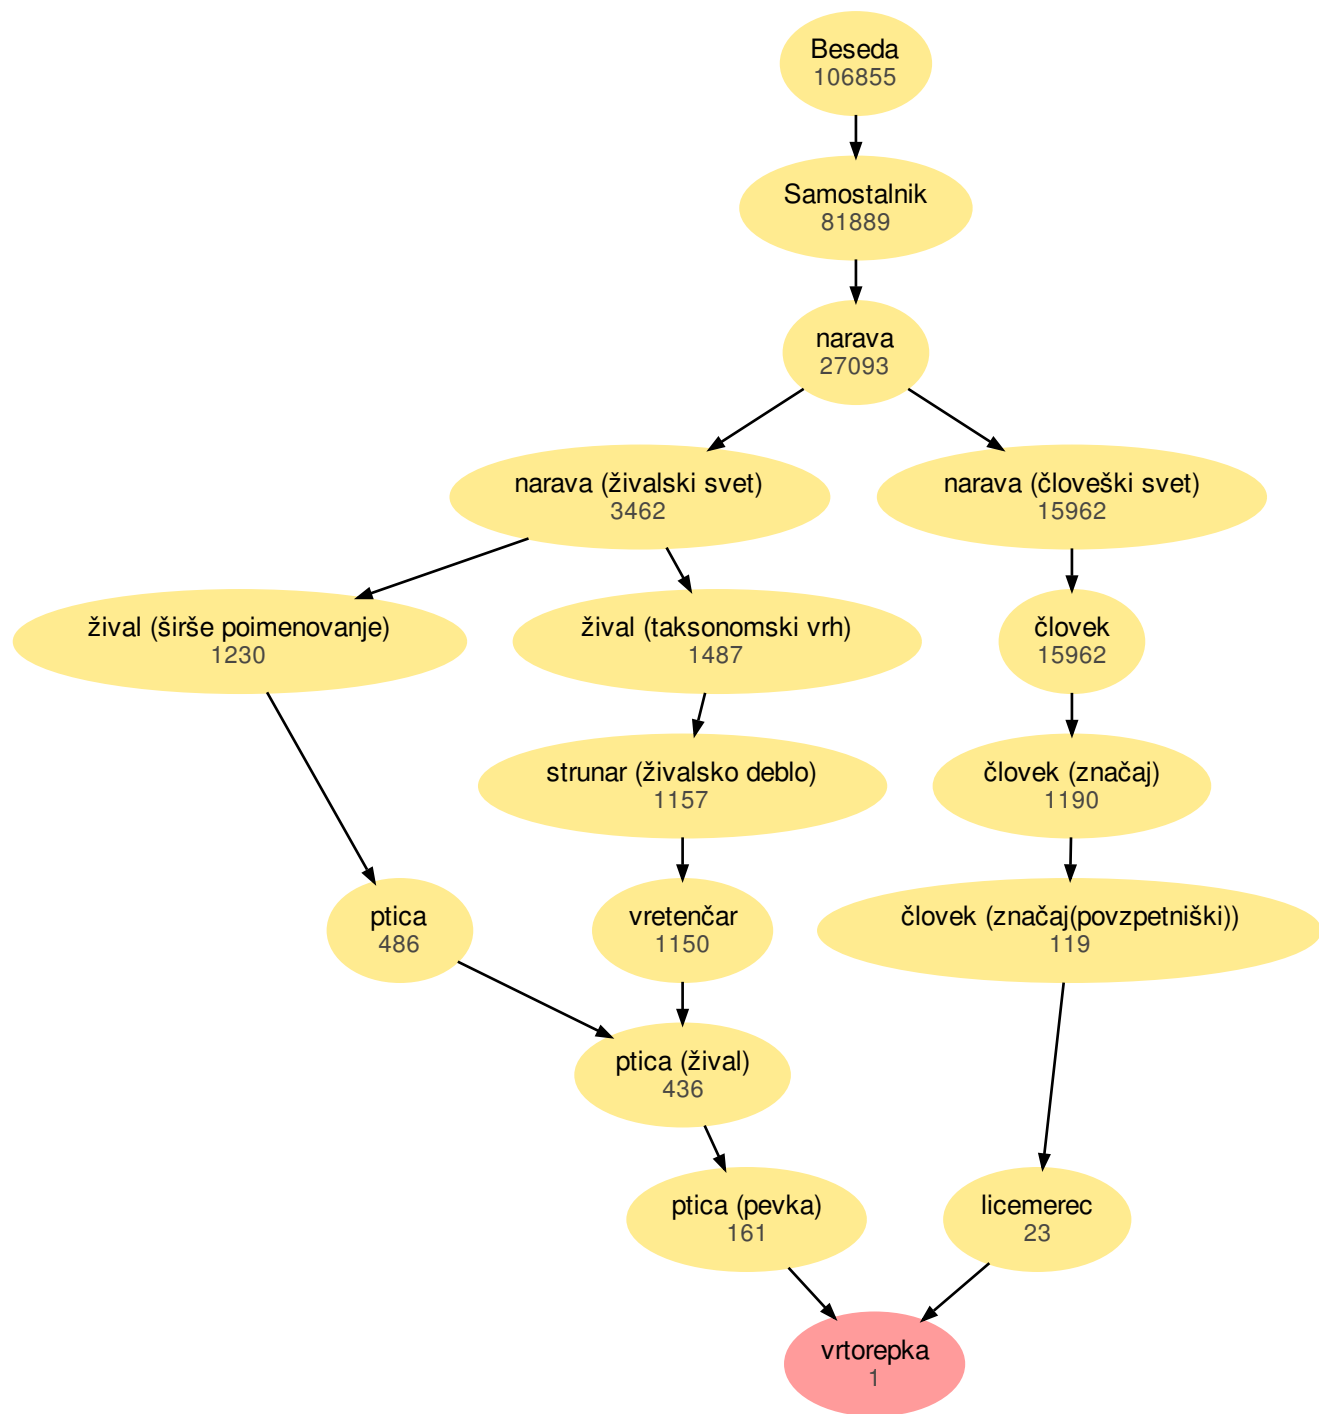 Beseda
106855
Samostalnik
81889
narava
27093
narava (živalski svet)
3462
narava (človeški svet)
15962
žival (širše poimenovanje)
1230
žival (taksonomski vrh)
1487
človek
15962
strunar (živalsko deblo)
1157
človek (značaj)
1190
ptica
486
vretenčar
1150
človek (značaj(povzpetniški))
119
ptica (žival)
436
ptica (pevka)
161
licemerec
23
vrtorepka
1